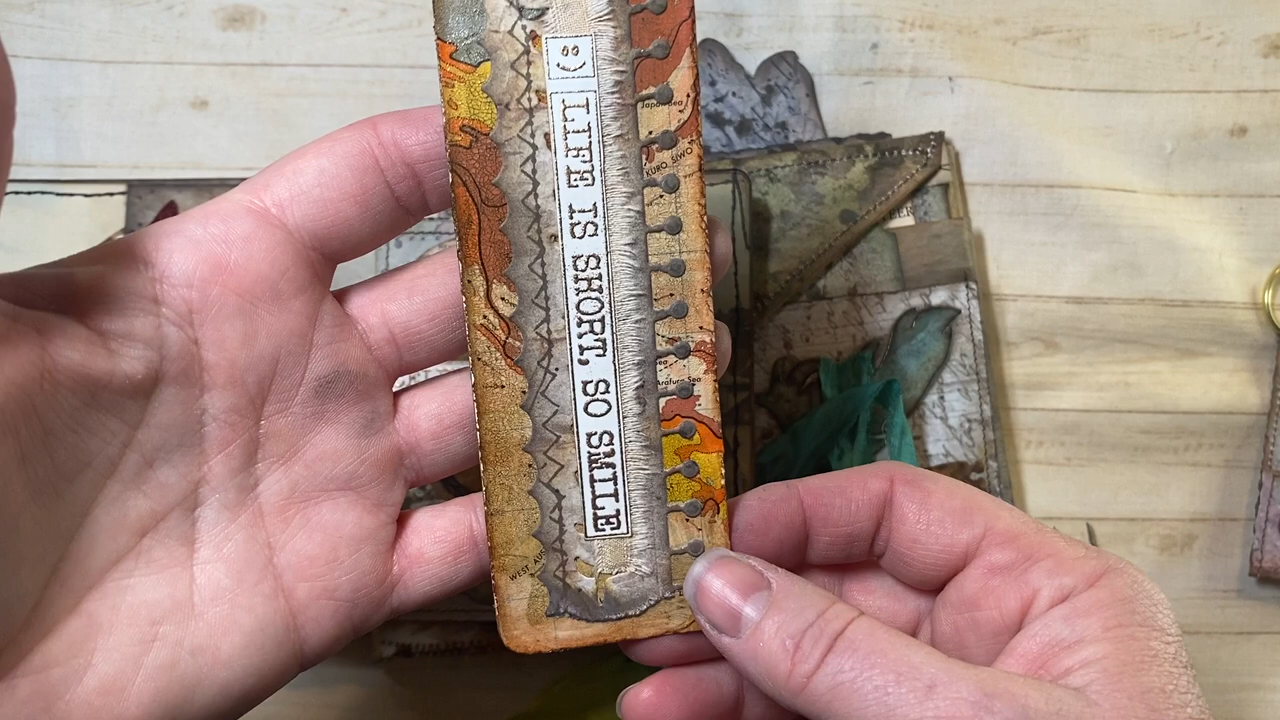 :)
LIFE IS SHORT, SO SMILE
Japan sea
KURO SIWO
Arafura Sea
WEST AUS